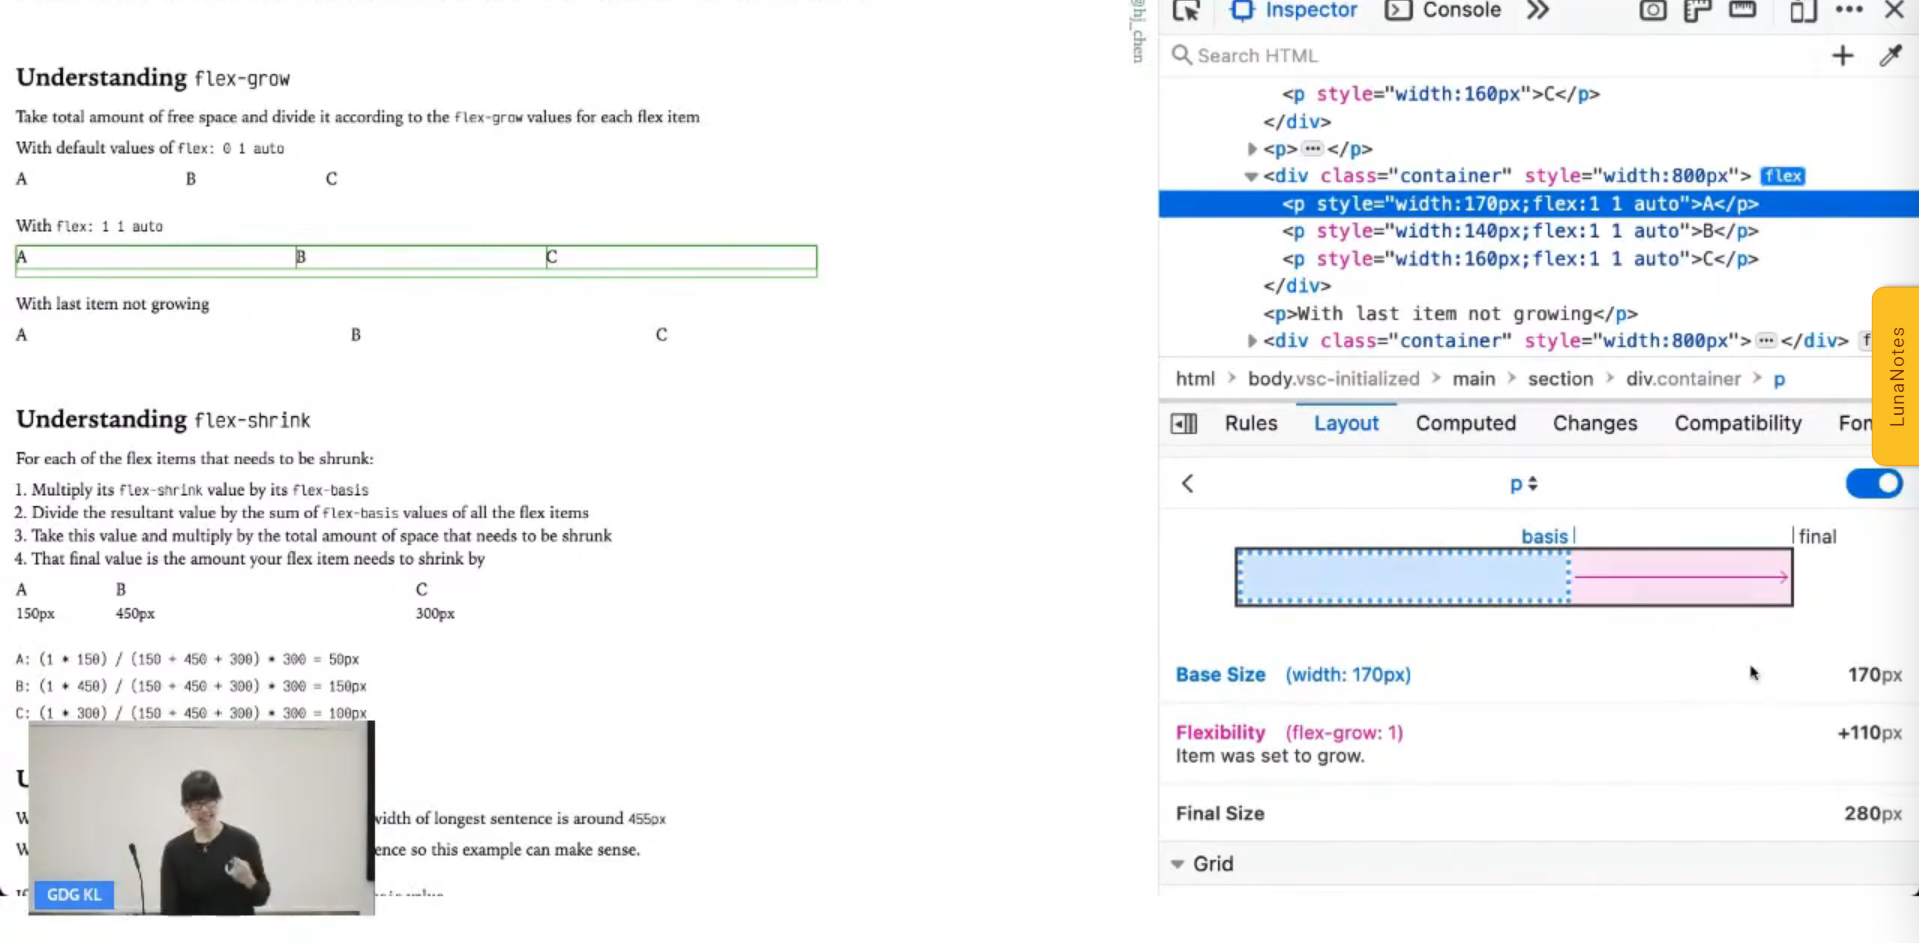 @hj_chen
Understanding flex-grow
Take total amount of free space and divide it according to the flex-grow values for each flex item
With default values of flex: 0 1 auto
A B C
With flex: 1 1 auto
A B C
With last item not growing
A B C
Understanding flex-shrink
For each of the flex items that needs to be shrunk:
1. Multiply its flex-shrink value by its flex-basis
2. Divide the resultant value by the sum of flex-basis values of all the flex items
3. Take this value and multiply by the total amount of space that needs to be shrunk
4. That final value is the amount your flex item needs to shrink by
A B C
150px 450px 300px
A: (1 * 150) / (150 + 450 + 300) * 300 = 50px
B: (1 * 450) / (150 + 450 + 300) * 300 = 150px
C: (1 * 300) / (150 + 450 + 300) * 300 = 100px
width of longest sentence is around 455px
ence so this example can make sense.
GDG KL
Inspector Console
Search HTML
<p style="width:160px">C</p>
</div>
<p>⋯</p>
<div class="container" style="width:800px"> flex
<p style="width:170px;flex:1 1 auto">A</p>
<p style="width:140px;flex:1 1 auto">B</p>
<p style="width:160px;flex:1 1 auto">C</p>
</div>
<p>With last item not growing</p>
<div class="container" style="width:800px">⋯</div> f
html > body.vsc-initialized > main > section > div.container > p
Rules Layout Computed Changes Compatibility Fon
p
basis final
Base Size (width: 170px) 170px
Flexibility (flex-grow: 1) +110px
Item was set to grow.
Final Size 280px
Grid
LunaNotes